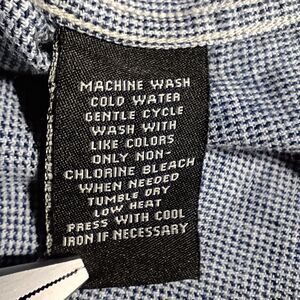 MACHINE WASH
COLD WATER
GENTLE CYCLE
WASH WITH
LIKE COLORS
ONLY NON-
CHLORINE BLEACH
WHEN NEEDED
TUMBLE DRY
LOW HEAT
PRESS WITH COOL
IRON IF NECESSARY